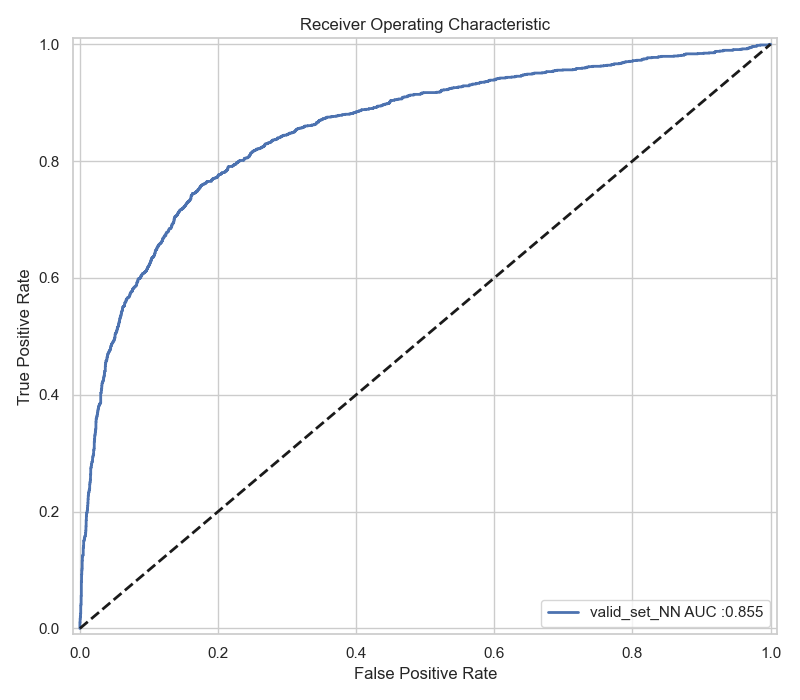 Receiver Operating Characteristic
1.0
0.8
0.6
0.4
0.2
0.0
True Positive Rate
valid_set_NN AUC :0.855
0.0 0.2 0.4 0.6 0.8 1.0
False Positive Rate